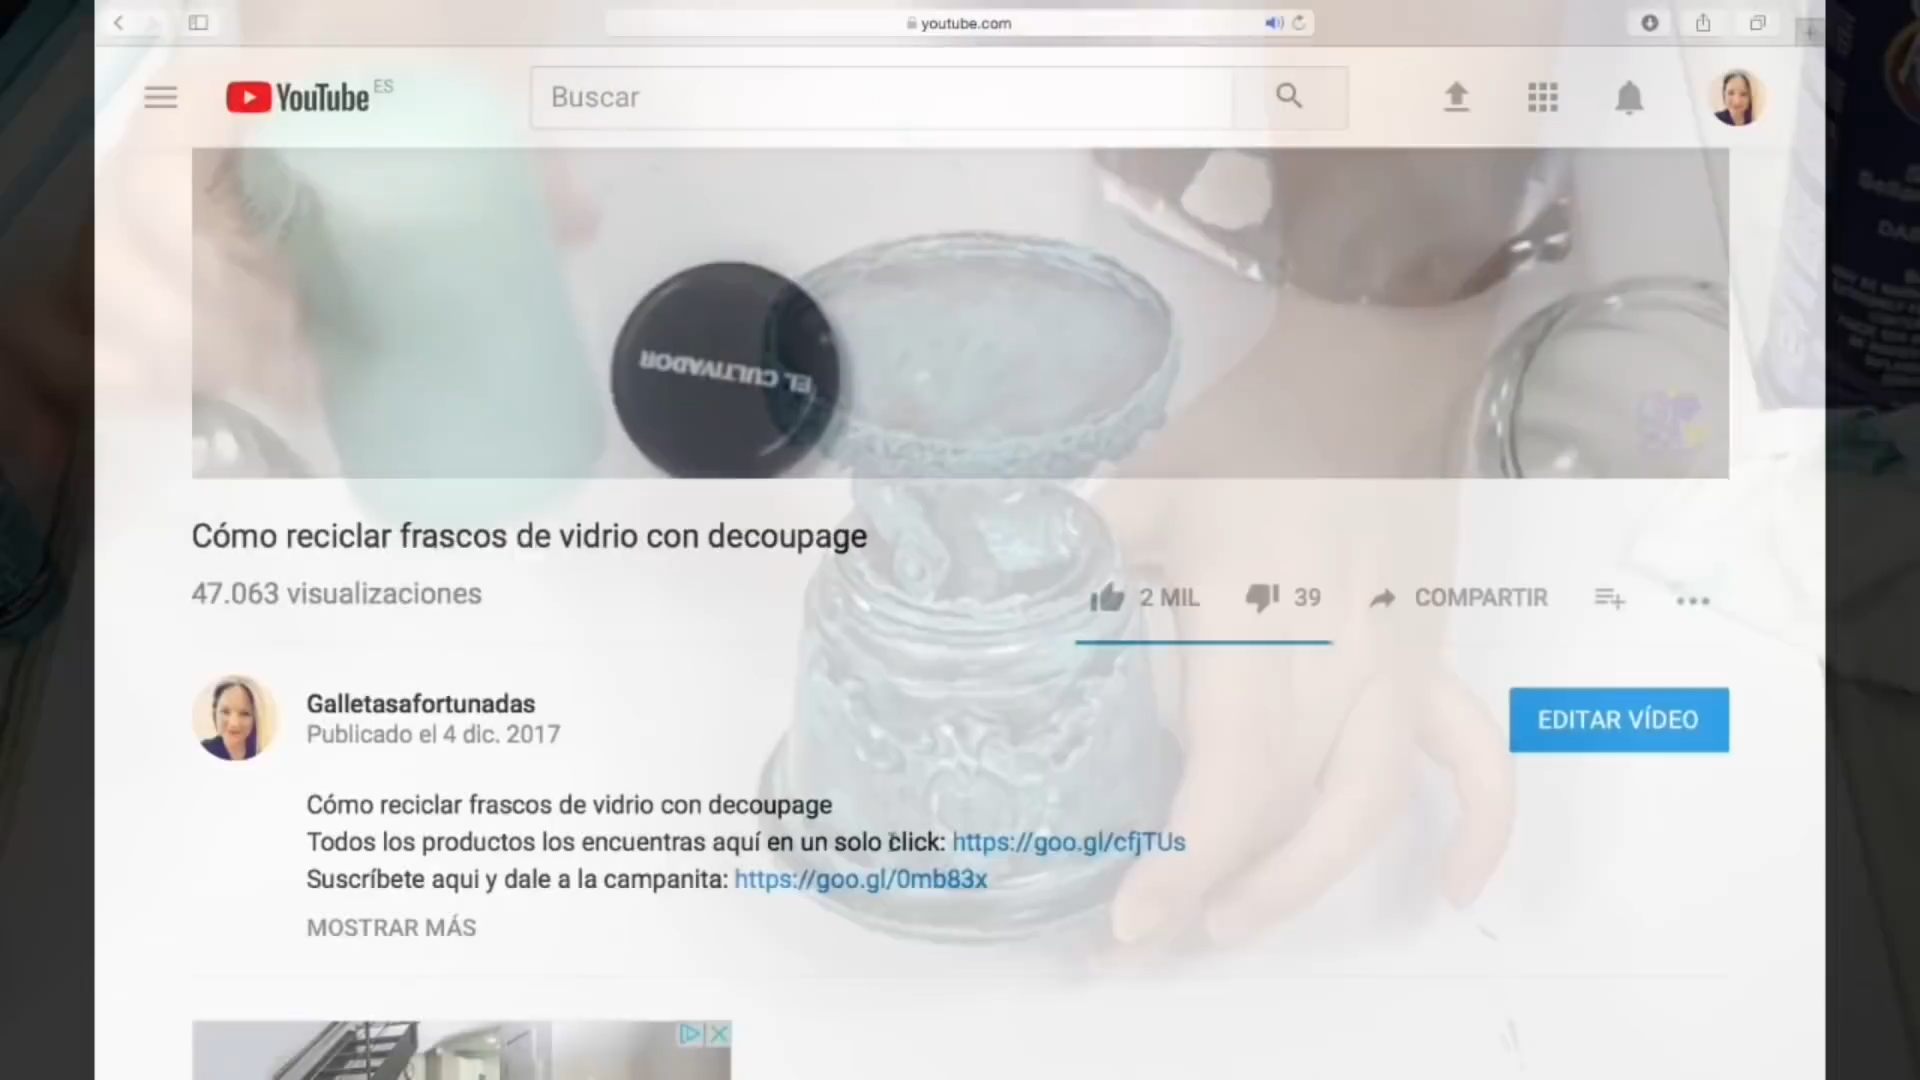 youtube.com
YouTube ES
Buscar
EL CULTIVADOR
Cómo reciclar frascos de vidrio con decoupage
47.063 visualizaciones
2 MIL
39
COMPARTIR
Galletasafortunadas
Publicado el 4 dic. 2017
EDITAR VÍDEO
Cómo reciclar frascos de vidrio con decoupage
Todos los productos los encuentras aquí en un solo click: https://goo.gl/cfjTUs
Suscríbete aqui y dale a la campanita: https://goo.gl/0mb83x
MOSTRAR MÁS